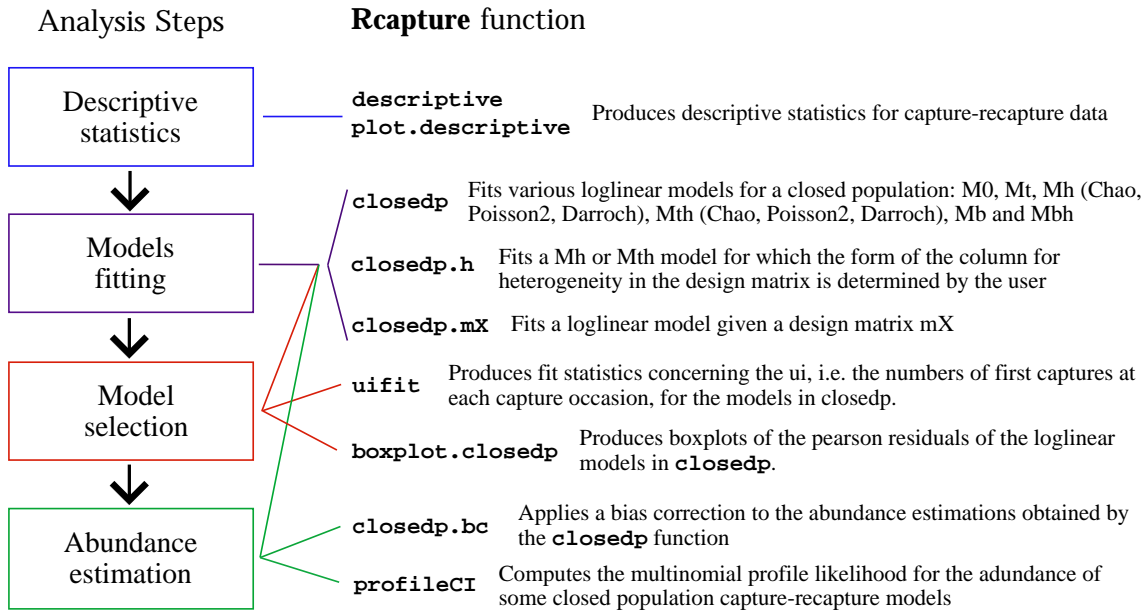 Analysis Steps
Rcapture function
Descriptive
statistics
descriptive
plot.descriptive
Produces descriptive statistics for capture-recapture data
Models
fitting
closedp
Fits various loglinear models for a closed population: M0, Mt, Mh (Chao,
Poisson2, Darroch), Mth (Chao, Poisson2, Darroch), Mb and Mbh
closedp.h
Fits a Mh or Mth model for which the form of the column for
heterogeneity in the design matrix is determined by the user
closedp.mX
Fits a loglinear model given a design matrix mX
Model
selection
uifit
Produces fit statistics concerning the ui, i.e. the numbers of first captures at
each capture occasion, for the models in closedp.
boxplot.closedp
Produces boxplots of the pearson residuals of the loglinear
models in closedp.
Abundance
estimation
closedp.bc
Applies a bias correction to the abundance estimations obtained by
the closedp function
profileCI
Computes the multinomial profile likelihood for the adundance of
some closed population capture-recapture models